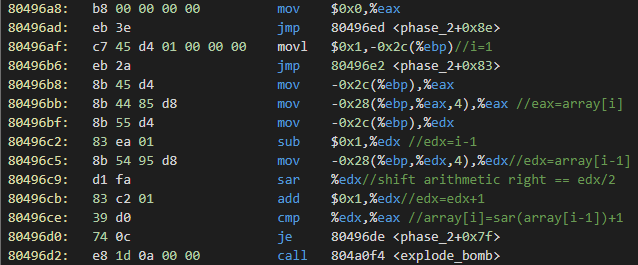 80496a8: b8 00 00 00 00 mov $0x0,%eax
80496ad: eb 3e jmp 80496ed <phase_2+0x8e>
80496af: c7 45 d4 01 00 00 00 movl $0x1,-0x2c(%ebp)//i=1
80496b6: eb 2a jmp 80496e2 <phase_2+0x83>
80496b8: 8b 45 d4 mov -0x2c(%ebp),%eax
80496bb: 8b 44 85 d8 mov -0x28(%ebp,%eax,4),%eax //eax=array[i]
80496bf: 8b 55 d4 mov -0x2c(%ebp),%edx
80496c2: 83 ea 01 sub $0x1,%edx //edx=i-1
80496c5: 8b 54 95 d8 mov -0x28(%ebp,%edx,4),%edx//edx=array[i-1]
80496c9: d1 fa sar %edx//shift arithmetic right == edx/2
80496cb: 83 c2 01 add $0x1,%edx//edx=edx+1
80496ce: 39 d0 cmp %edx,%eax //array[i]=sar(array[i-1])+1
80496d0: 74 0c je 80496de <phase_2+0x7f>
80496d2: e8 1d 0a 00 00 call 804a0f4 <explode_bomb>